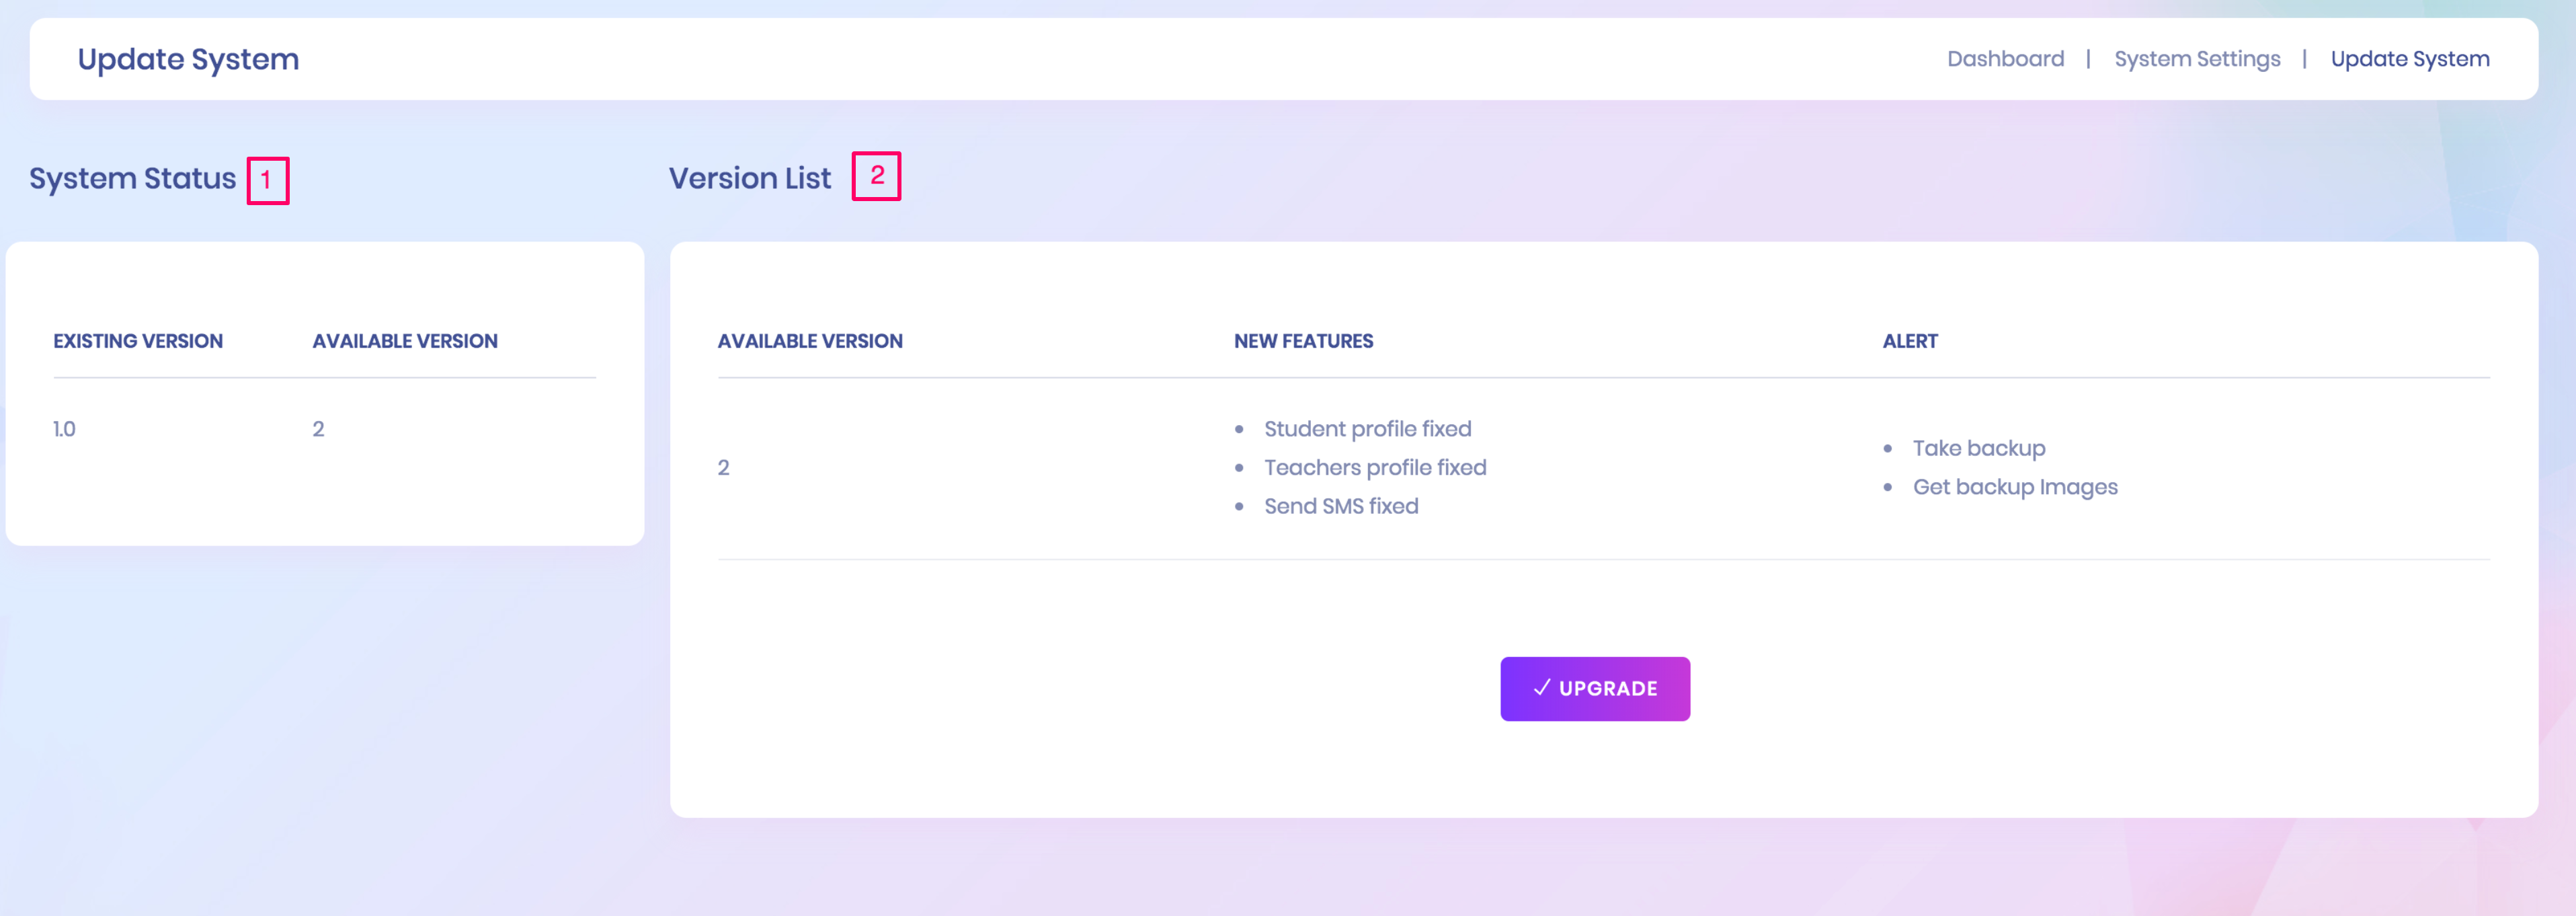 Update System
Dashboard | System Settings | Update System
System Status 1
Version List 2
EXISTING VERSION AVAILABLE VERSION
1.0 2
AVAILABLE VERSION NEW FEATURES ALERT
2
• Student profile fixed
• Teachers profile fixed
• Send SMS fixed
• Take backup
• Get backup Images
✓ UPGRADE